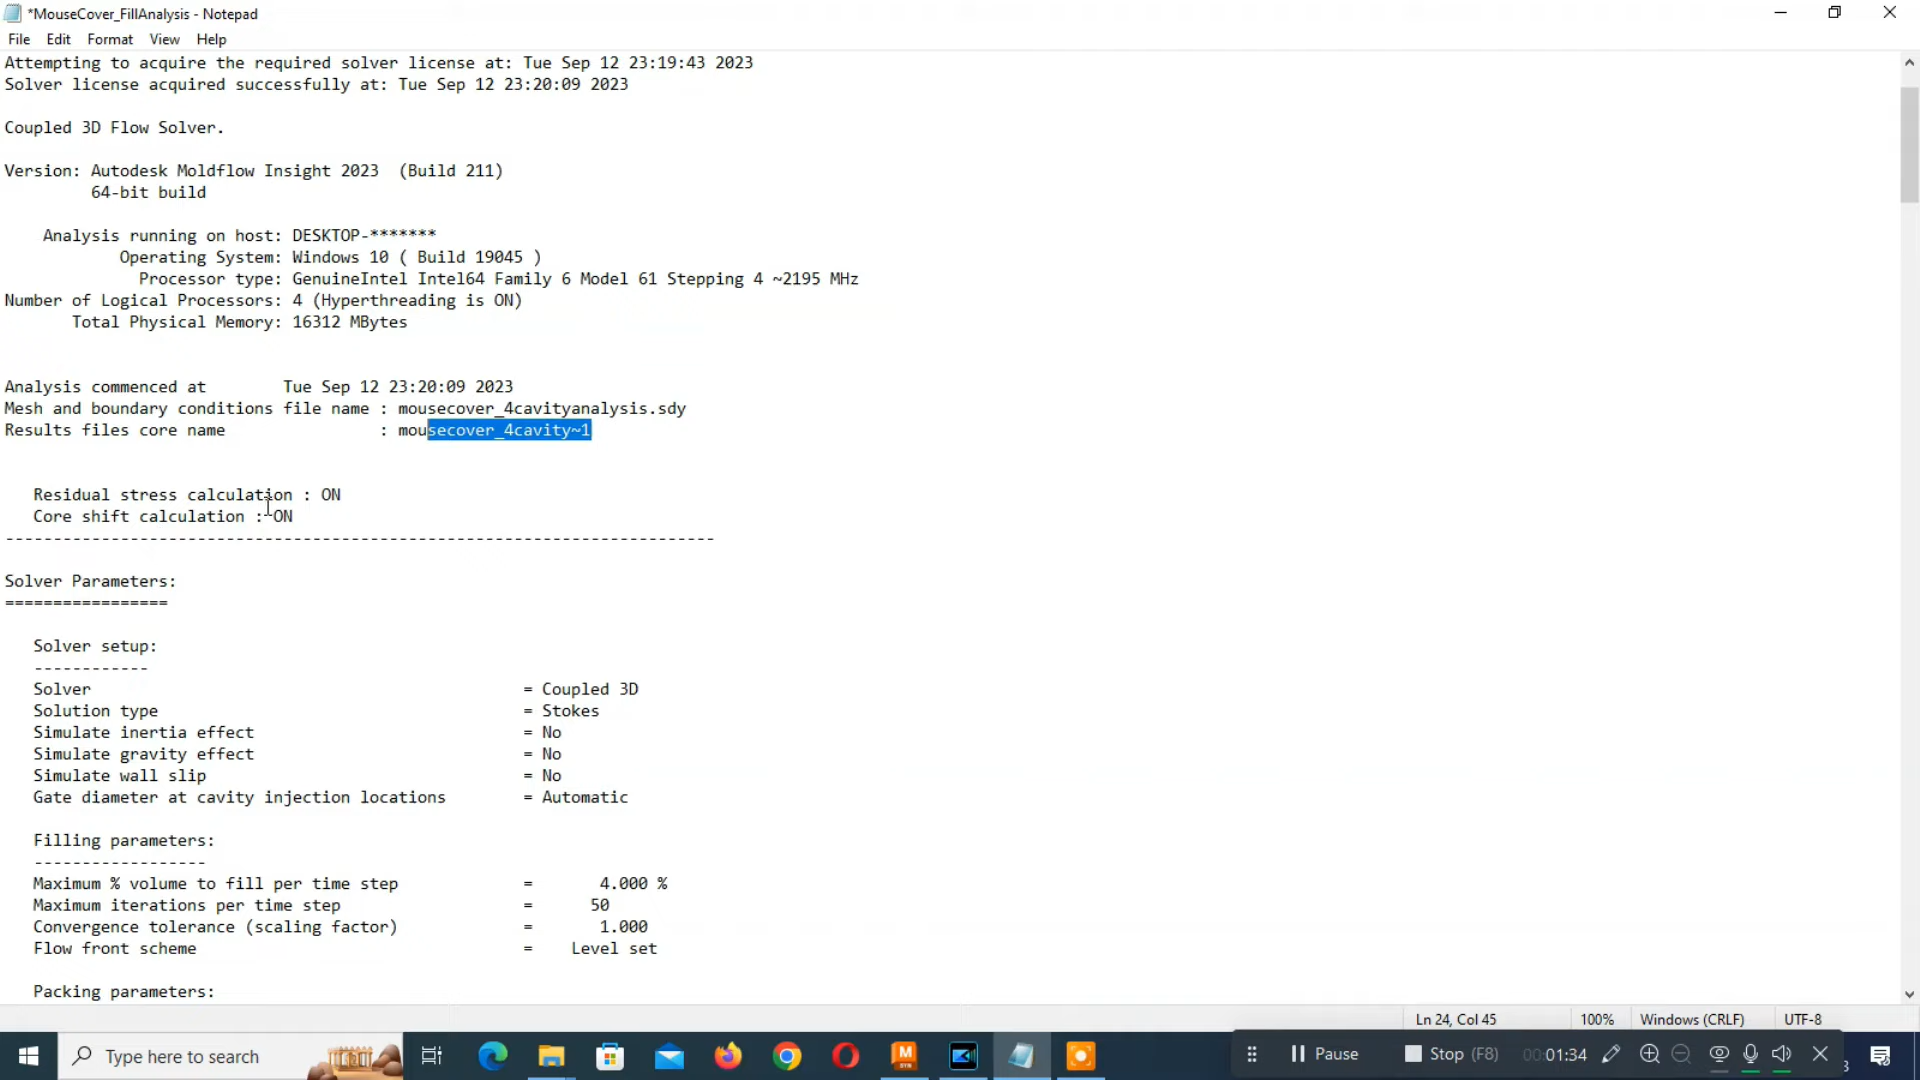 *MouseCover_FillAnalysis - Notepad
File Edit Format View Help
Attempting to acquire the required solver license at: Tue Sep 12 23:19:43 2023
Solver license acquired successfully at: Tue Sep 12 23:20:09 2023
Coupled 3D Flow Solver.
Version: Autodesk Moldflow Insight 2023 (Build 211)
64-bit build
Analysis running on host: DESKTOP-*******
Operating System: Windows 10 ( Build 19045 )
Processor type: GenuineIntel Intel64 Family 6 Model 61 Stepping 4 ~2195 MHz
Number of Logical Processors: 4 (Hyperthreading is ON)
Total Physical Memory: 16312 MBytes
Analysis commenced at Tue Sep 12 23:20:09 2023
Mesh and boundary conditions file name : mousecover_4cavityanalysis.sdy
Results files core name : mousecover_4cavity~1
Residual stress calculation : ON
Core shift calculation : ON
--------------------------------------------------------------------------
Solver Parameters:
=================
Solver setup:
------------
Solver = Coupled 3D
Solution type = Stokes
Simulate inertia effect = No
Simulate gravity effect = No
Simulate wall slip = No
Gate diameter at cavity injection locations = Automatic
Filling parameters:
------------------
Maximum % volume to fill per time step = 4.000 %
Maximum iterations per time step = 50
Convergence tolerance (scaling factor) = 1.000
Flow front scheme = Level set
Packing parameters:
Ln 24, Col 45 100% Windows (CRLF) UTF-8
Type here to search Pause Stop (F8) 00:01:34